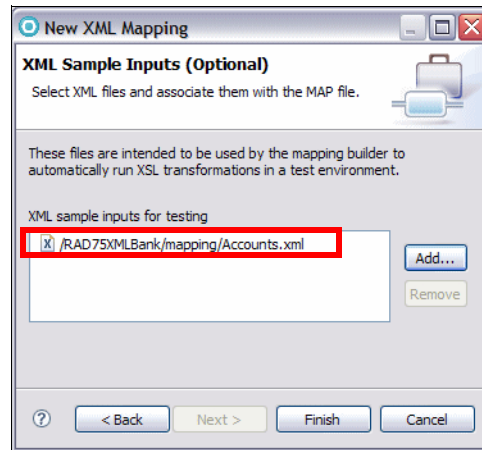 New XML Mapping
XML Sample Inputs (Optional)
Select XML files and associate them with the MAP file.
These files are intended to be used by the mapping builder to
automatically run XSL transformations in a test environment.
XML sample inputs for testing
X /RAD75XMLBank/mapping/Accounts.xml
Add...
Remove
? < Back Next > Finish Cancel